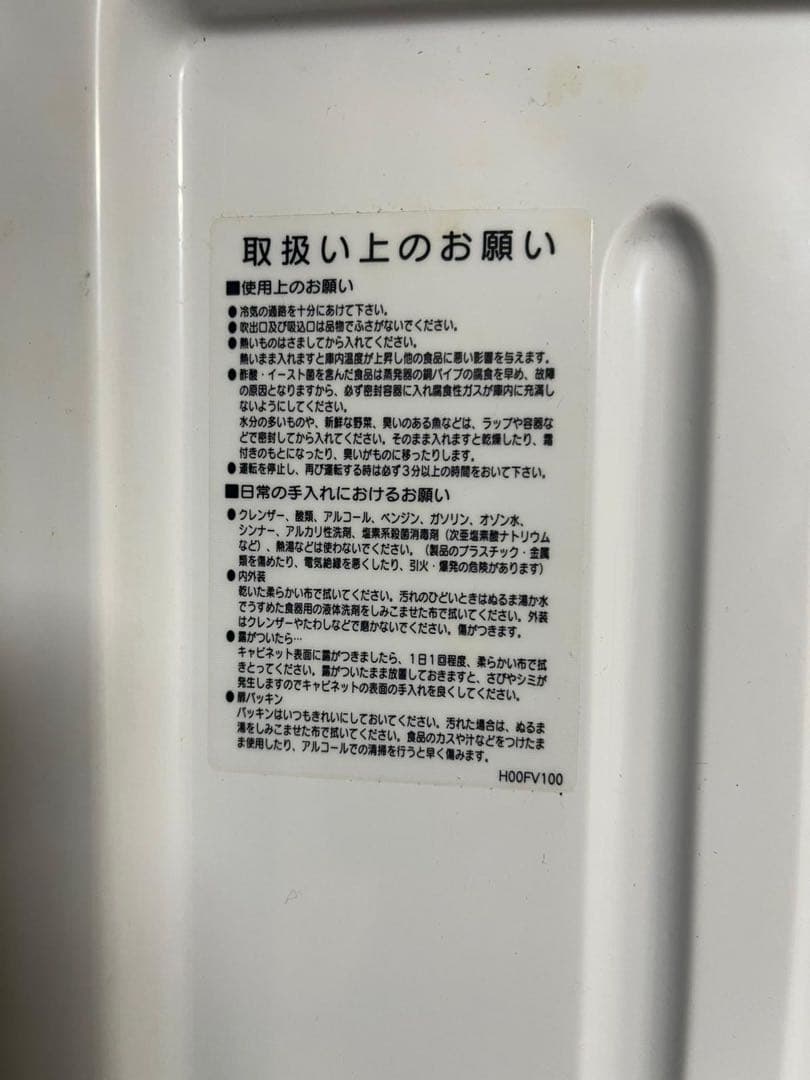 取扱い上のお願い
■使用上のお願い
●冷気の通路を十分にあけて下さい。
●吹出口及び吸込口は品物でふさがないでください。
●熱いものはさましてから入れてください。
熱いまま入れますと庫内温度が上昇し他の食品に悪い影響を与えます。
●酢酸・イースト菌を含んだ食品は蒸発器の銅パイプの腐食を早め、故障
の原因となりますから、必ず密封容器に入れ腐食性ガスが庫内に充満し
ないようにしてください。
水分の多いものや、新鮮な野菜、臭いのある魚などは、ラップや容器な
どで密封してから入れてください。そのまま入れますと乾燥したり、霜
付きのもとになったり、臭いがものに移ったりします。
●運転を停止し、再び運転する時は必ず３分以上の時間をおいて下さい。
■日常の手入れにおけるお願い
●クレンザー、酸類、アルコール、ベンジン、ガソリン、オゾン水、
シンナー、アルカリ性洗剤、塩素系殺菌消毒剤（次亜塩素酸ナトリウム
など）、熱湯などは使わないでください。（製品のプラスチック・金属
類を傷めたり、電気絶縁を悪くしたり、引火・爆発の危険があります）
●内外装
乾いた柔らかい布で拭いてください。汚れのひどいときはぬるま湯か水
でうすめた食器用の液体洗剤をしみこませた布で拭いてください。外装
はクレンザーやたわしなどで磨かないでください。傷がつきます。
●露がついたら…
キャビネット表面に露がつきましたら、１日１回程度、柔らかい布で拭
きとってください。露がついたまま放置しておきますと、さびやシミが
発生しますのでキャビネットの表面の手入れを良くしてください。
●扉パッキン
パッキンはいつもきれいにしておいてください。汚れた場合は、ぬるま
湯をしみこませた布で拭いてください。食品のカスや汁などをつけたま
ま使用したり、アルコールでの清掃を行うと早く傷みます。
H00FV100